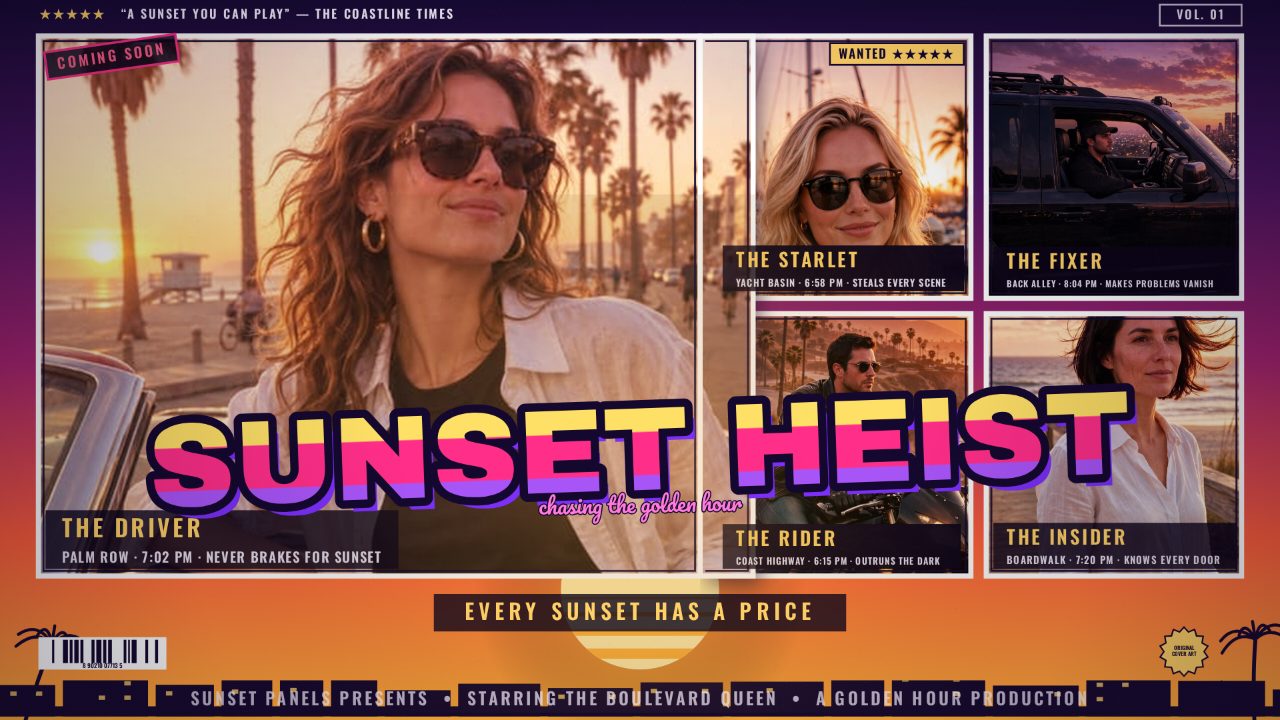 ★★★★★ “A SUNSET YOU CAN PLAY” — THE COASTLINE TIMES
VOL. 01
COMING SOON
WANTED ★★★★★
THE STARLET
YACHT BASIN · 6:58 PM · STEALS EVERY SCENE
THE FIXER
BACK ALLEY · 8:04 PM · MAKES PROBLEMS VANISH
SUNSET HEIST
chasing the golden hour
THE DRIVER
PALM ROW · 7:02 PM · NEVER BRAKES FOR SUNSET
THE RIDER
COAST HIGHWAY · 6:15 PM · OUTRUNS THE DARK
THE INSIDER
BOARDWALK · 7:20 PM · KNOWS EVERY DOOR
EVERY SUNSET HAS A PRICE
ORIGINAL
COVER ART
SUNSET PANELS PRESENTS • STARRING THE BOULEVARD QUEEN • A GOLDEN HOUR PRODUCTION